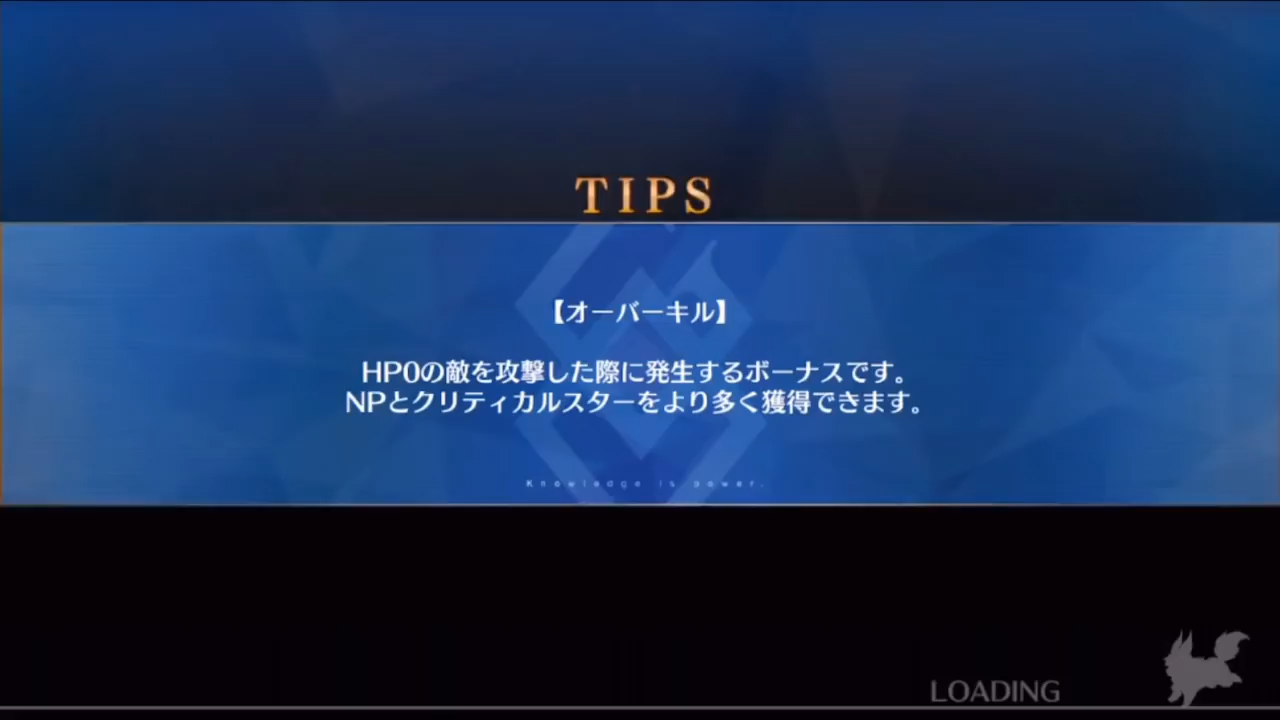 TIPS
【オーバーキル】
HP0の敵を攻撃した際に発生するボーナスです。
NPとクリティカルスターをより多く獲得できます。
Knowledge is power.
LOADING